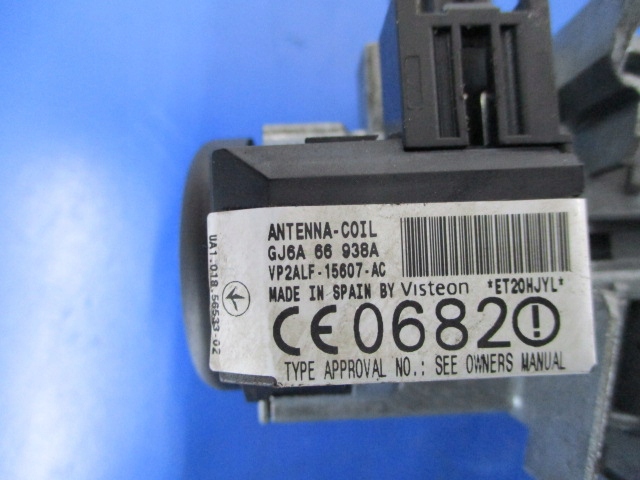 ANTENNA-COIL
GJ6A 66 938A
VP2ALF-15607-AC
MADE IN SPAIN BY Visteon *ET20HJYL*
CE0682
TYPE APPROVAL NO.: SEE OWNERS MANUAL
UA1-018.56533-02